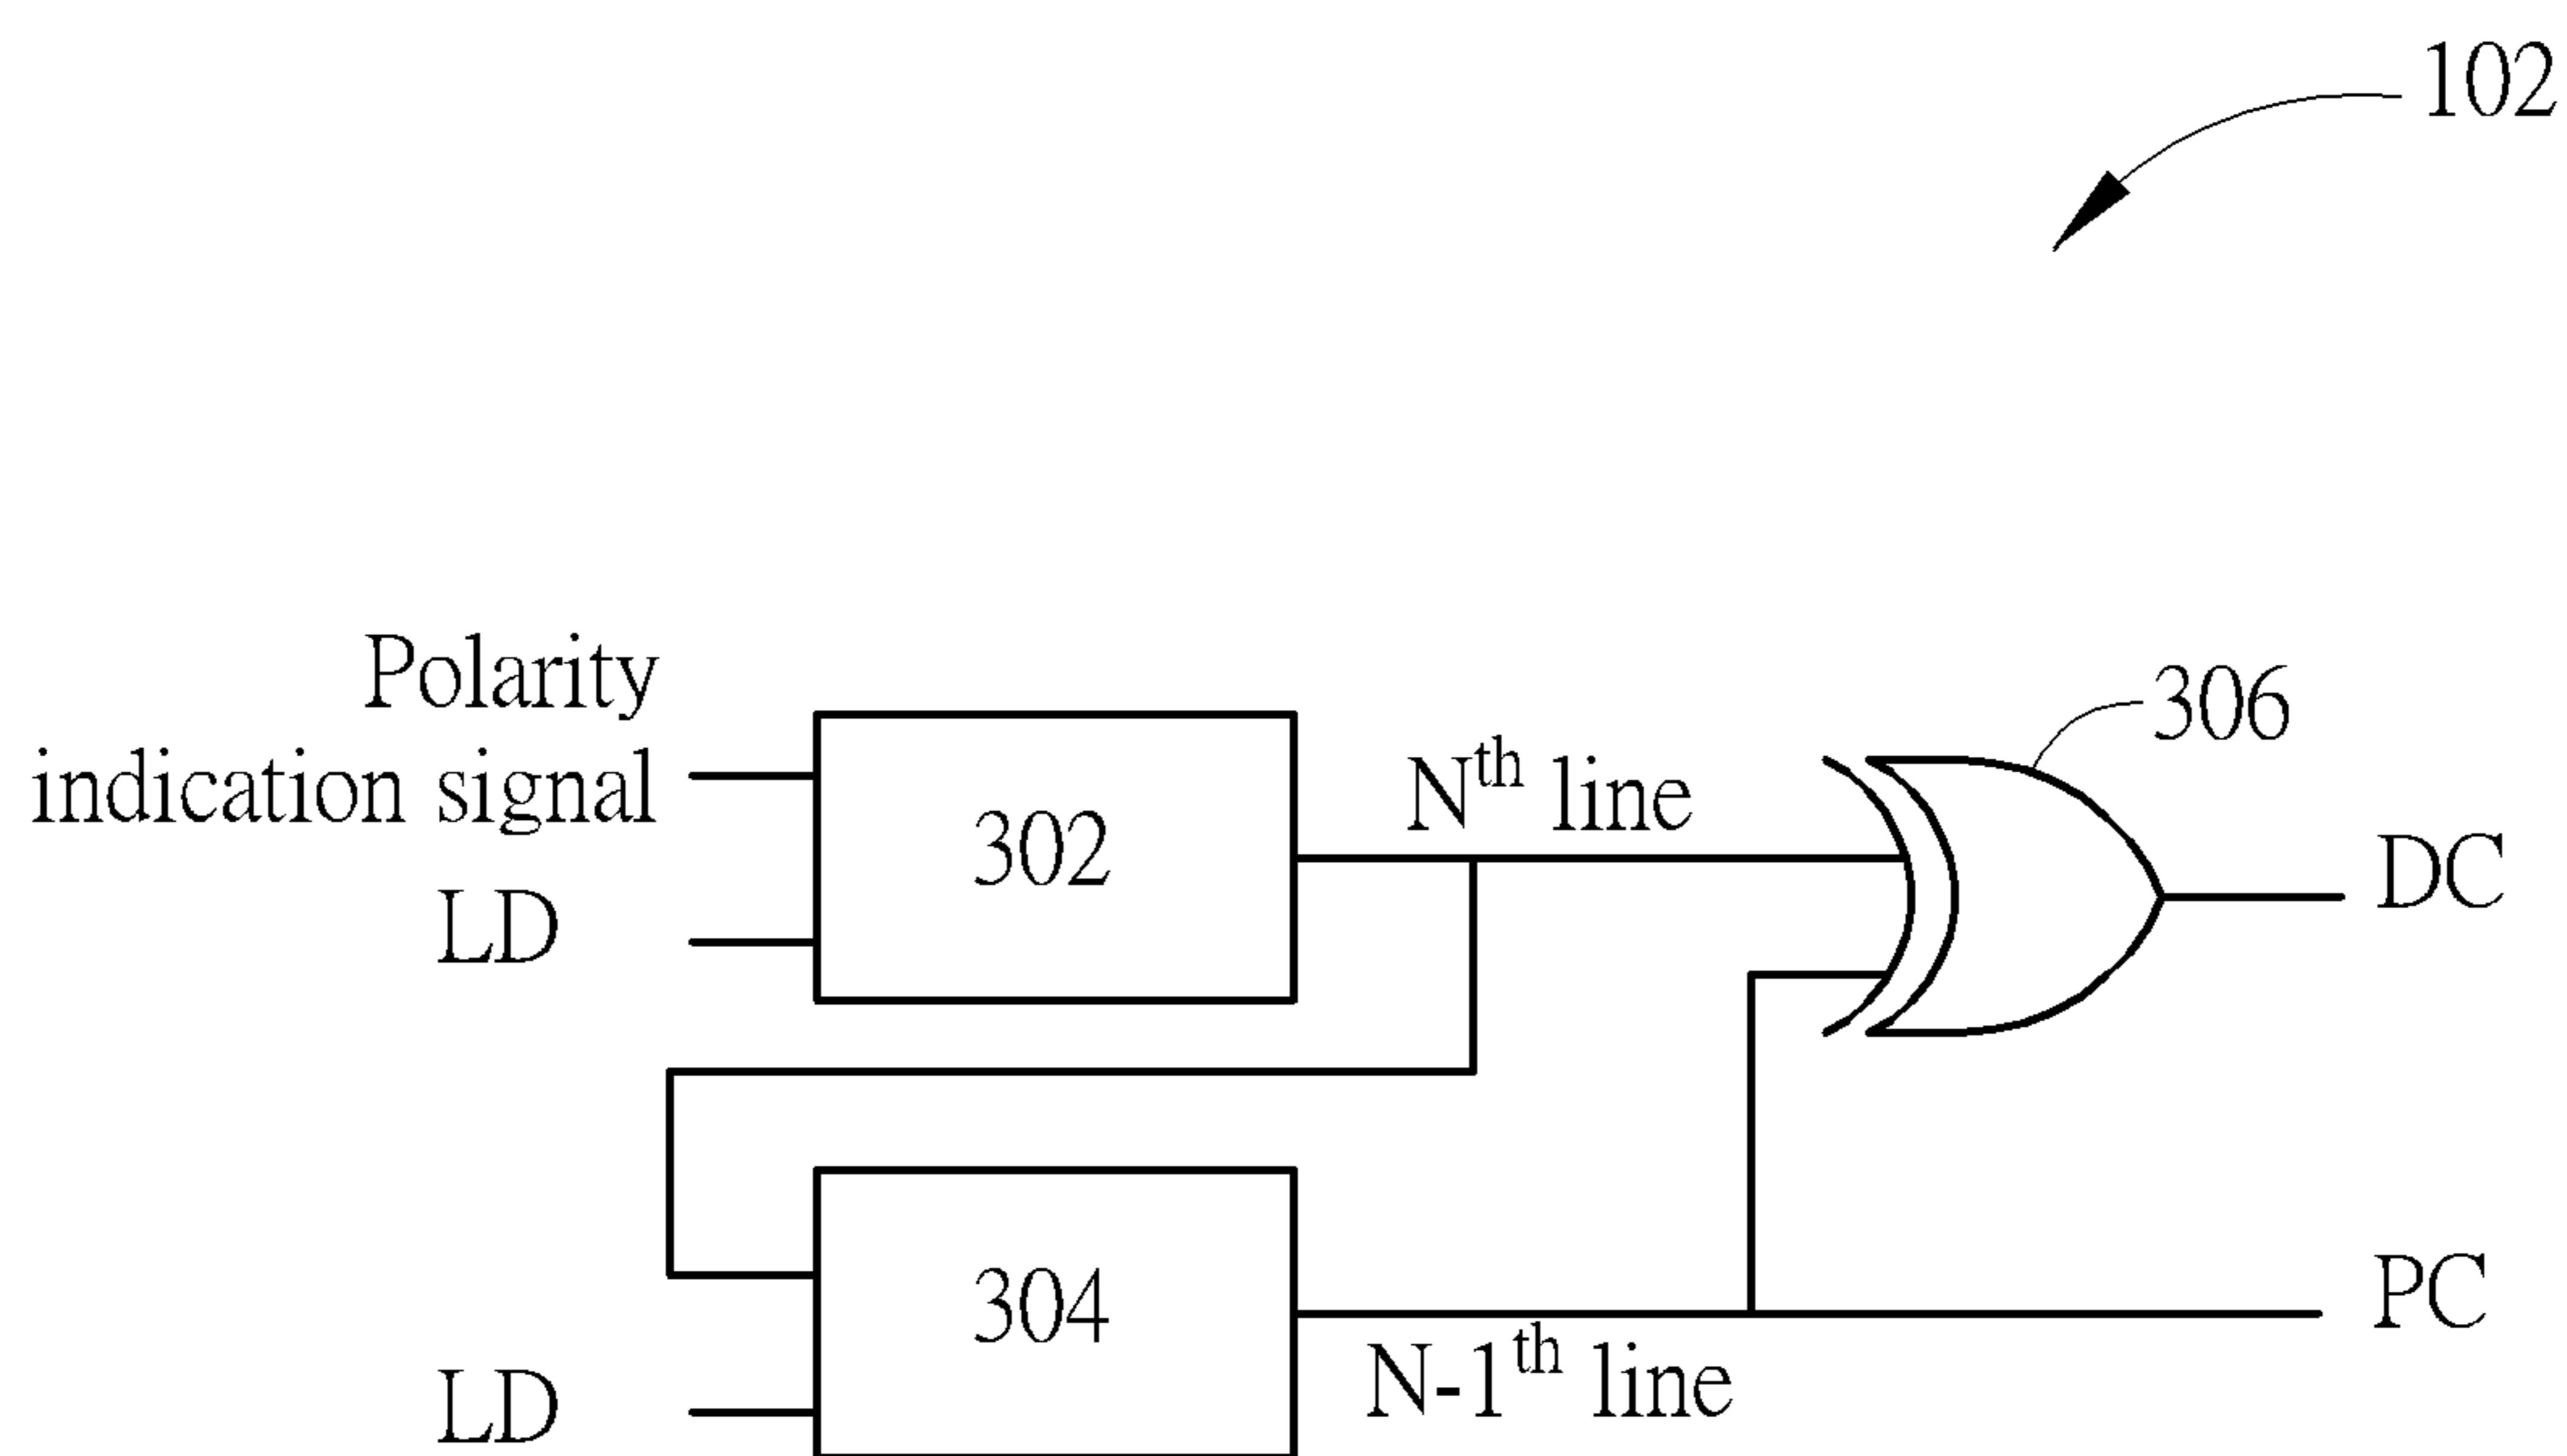 102
Polarity
indication signal
LD
302
Nth line
306
DC
304
LD
N-1th line
PC